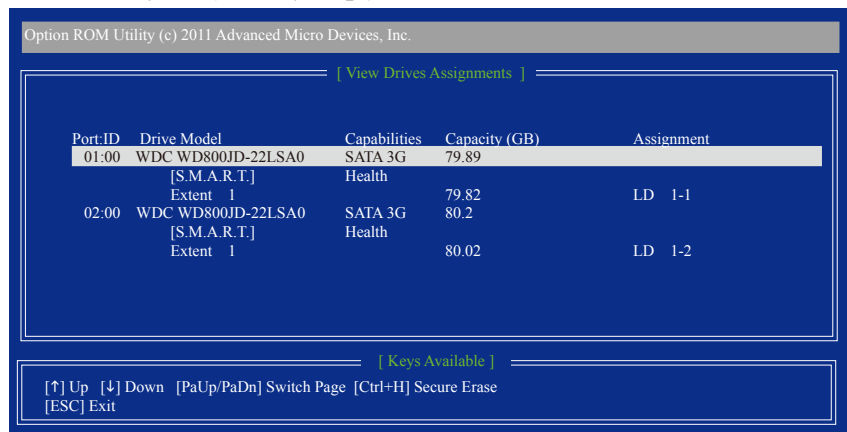 Option ROM Utility (c) 2011 Advanced Micro Devices, Inc.
[ View Drives Assignments ]
Port:ID Drive Model Capabilities Capacity (GB) Assignment
01:00 WDC WD800JD-22LSA0 SATA 3G 79.89
[S.M.A.R.T.] Health
Extent 1 79.82 LD 1-1
02:00 WDC WD800JD-22LSA0 SATA 3G 80.2
[S.M.A.R.T.] Health
Extent 1 80.02 LD 1-2
[ Keys Available ]
[↑] Up [↓] Down [PaUp/PaDn] Switch Page [Ctrl+H] Secure Erase
[ESC] Exit